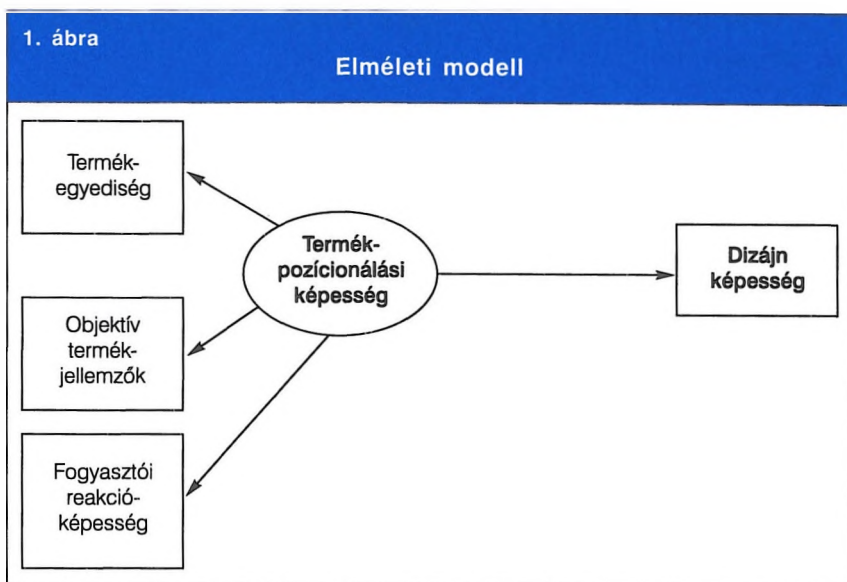 1. ábra
Elméleti modell
Termék-
egyediség
Objektív
termék-
jellemzők
Fogyasztói
reakció-
képesség
Termék-
pozícionálási
képesség
Dizájn
képesség